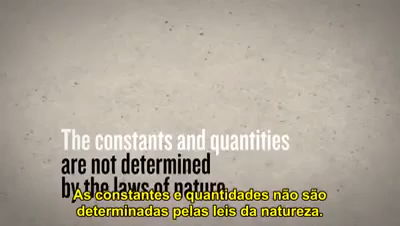 The constants and quantities
are not determined
by the laws of nature
As constantes e quantidades não são
determinadas pelas leis da natureza.